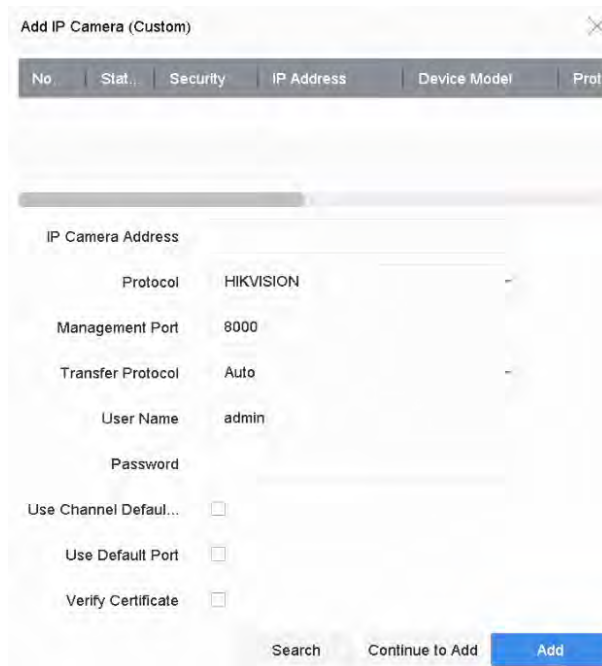 Add IP Camera (Custom)
No. Stat... Security IP Address Device Model Prot
IP Camera Address
Protocol HIKVISION
Management Port 8000
Transfer Protocol Auto
User Name admin
Password
Use Channel Defaul...
Use Default Port
Verify Certificate
Search Continue to Add Add